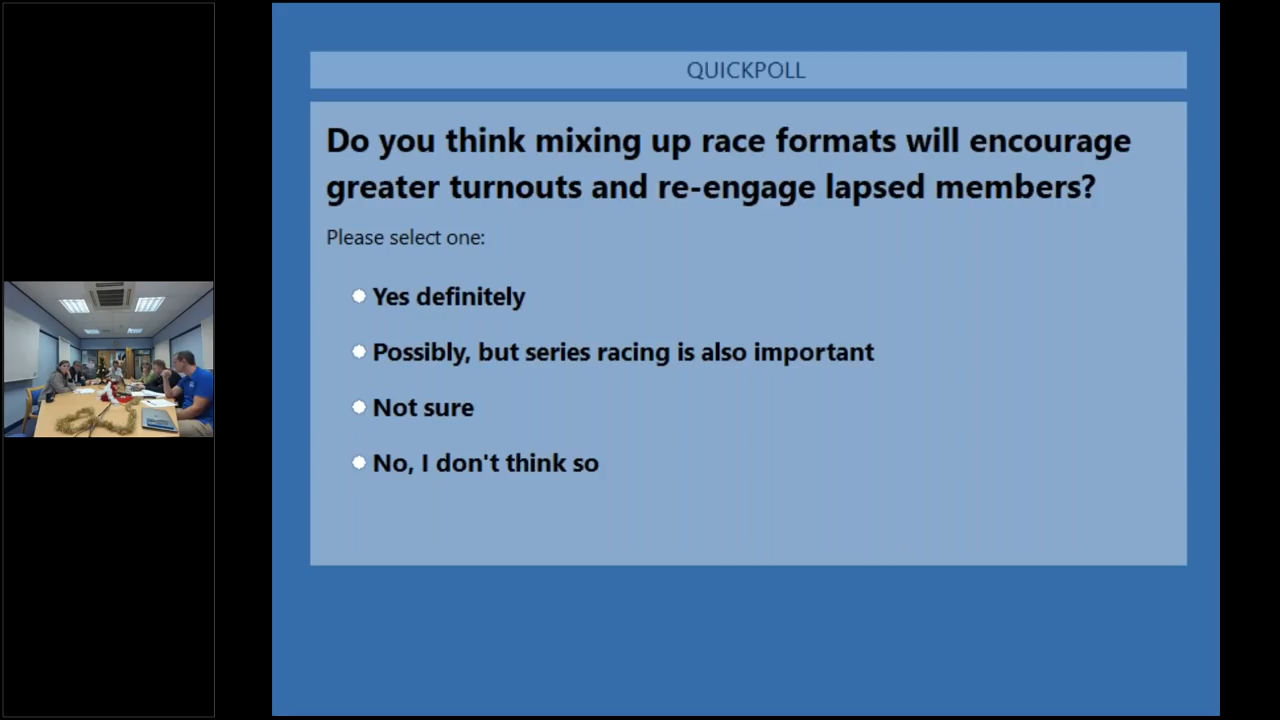 QUICKPOLL
Do you think mixing up race formats will encourage
greater turnouts and re-engage lapsed members?
Please select one:
Yes definitely
Possibly, but series racing is also important
Not sure
No, I don't think so